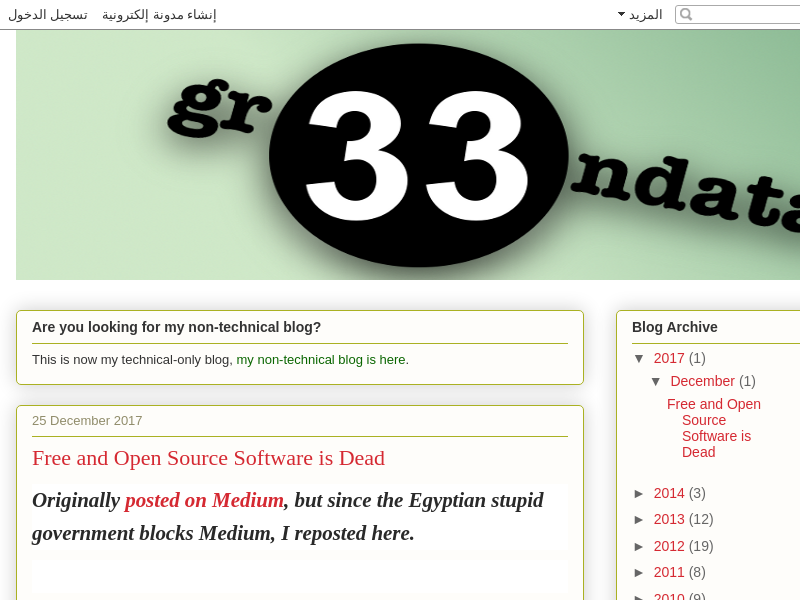 تسجيل الدخول
إنشاء مدونة إلكترونية
المزيد
gr33ndata
Are you looking for my non-technical blog?
This is now my technical-only blog, my non-technical blog is here.
25 December 2017
Free and Open Source Software is Dead
Originally posted on Medium, but since the Egyptian stupid
government blocks Medium, I reposted here.
Blog Archive
▼ 2017 (1)
▼ December (1)
Free and Open
Source
Software is
Dead
► 2014 (3)
► 2013 (12)
► 2012 (19)
► 2011 (8)
► 2010 (9)